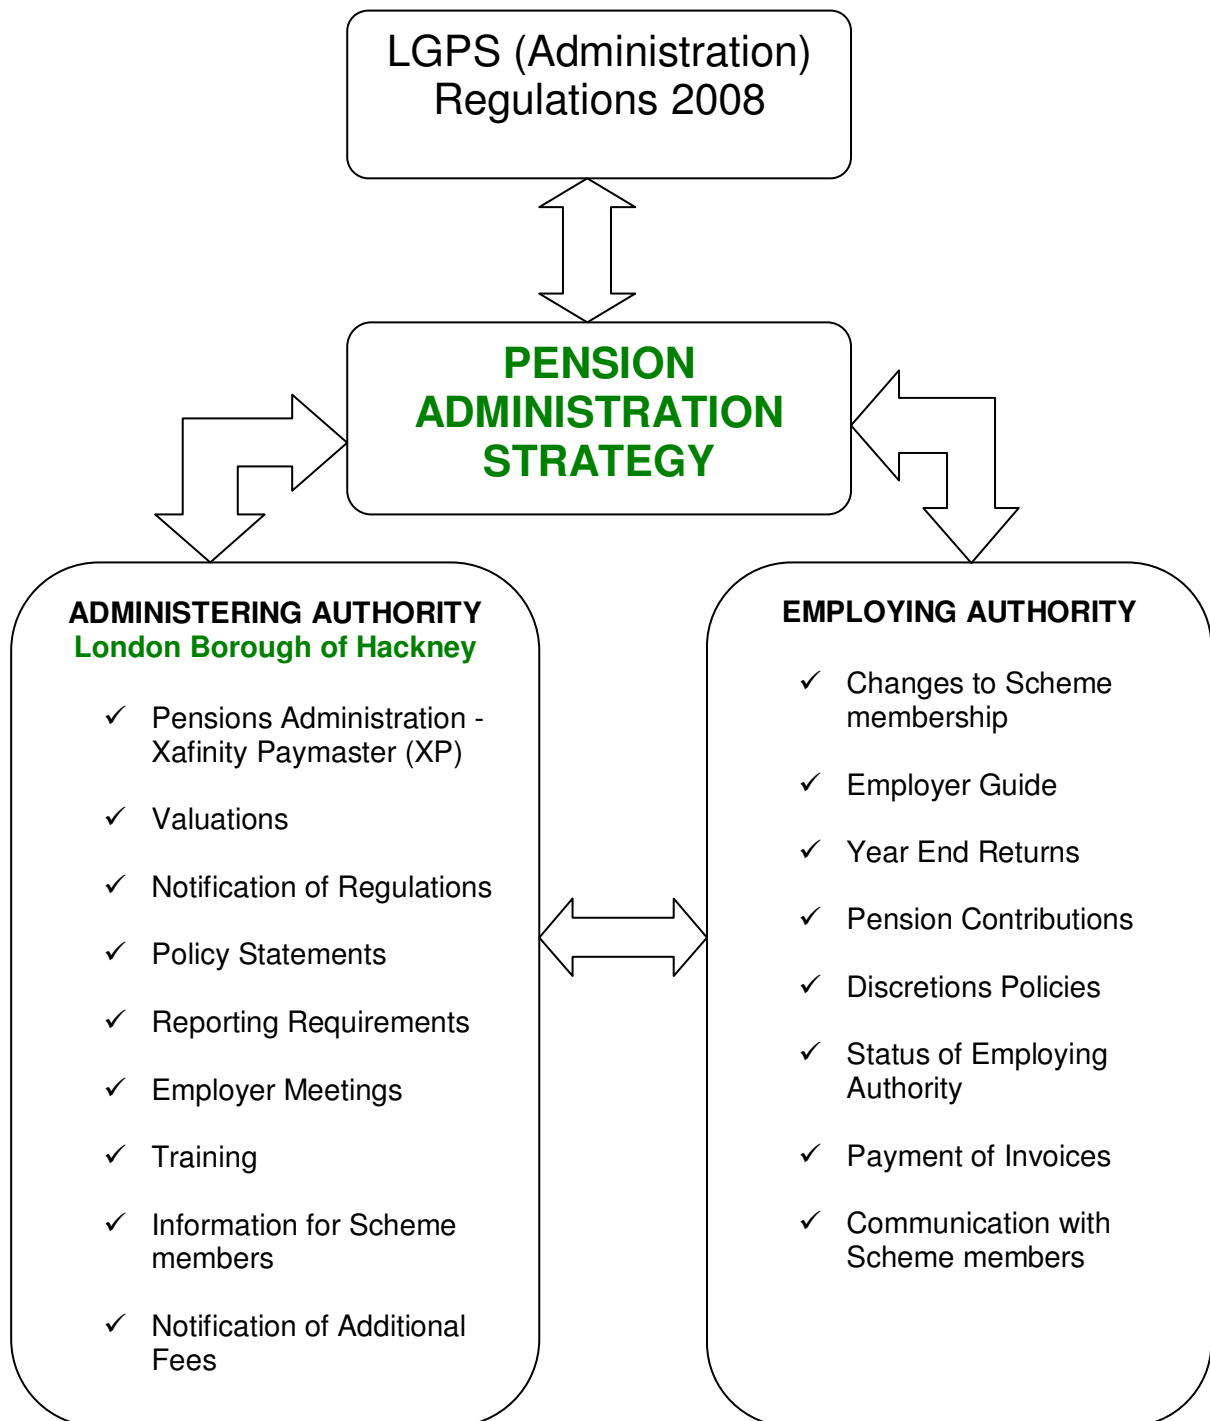 LGPS (Administration)
Regulations 2008
PENSION
ADMINISTRATION
STRATEGY
ADMINISTERING AUTHORITY
London Borough of Hackney
✓ Pensions Administration -
Xafinity Paymaster (XP)
✓ Valuations
✓ Notification of Regulations
✓ Policy Statements
✓ Reporting Requirements
✓ Employer Meetings
✓ Training
✓ Information for Scheme
members
✓ Notification of Additional
Fees
EMPLOYING AUTHORITY
✓ Changes to Scheme
membership
✓ Employer Guide
✓ Year End Returns
✓ Pension Contributions
✓ Discretions Policies
✓ Status of Employing
Authority
✓ Payment of Invoices
✓ Communication with
Scheme members